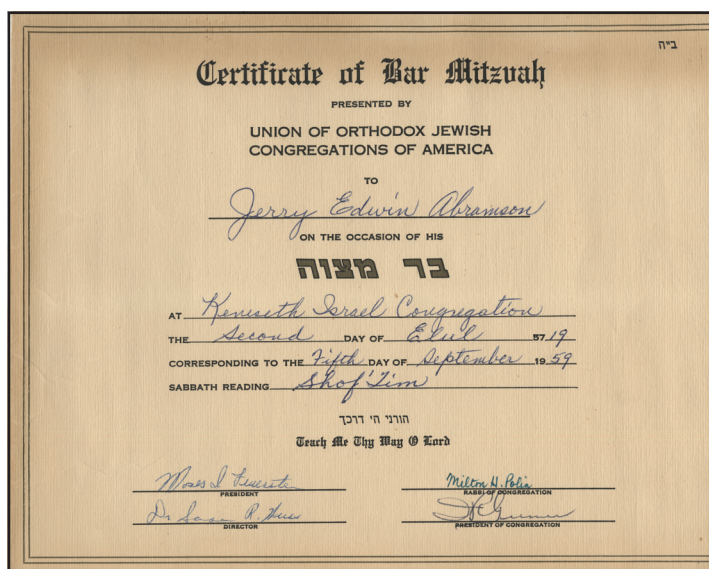 ב״ה
Certificate of Bar Mitzvah
PRESENTED BY
UNION OF ORTHODOX JEWISH
CONGREGATIONS OF AMERICA
TO
Jerry Edwin Abramson
ON THE OCCASION OF HIS
בר מצוה
AT Keneseth Israel Congregation
THE Second DAY OF Elul 5719
CORRESPONDING TO THE Fifth DAY OF September 1959
SABBATH READING Shof'Tim
הורני ה׳ דרכך
Teach Me Thy Way O Lord
Moses I Feuerstein Milton H. Polin
PRESIDENT RABBI OF CONGREGATION
Dr R.
DIRECTOR PRESIDENT OF CONGREGATION